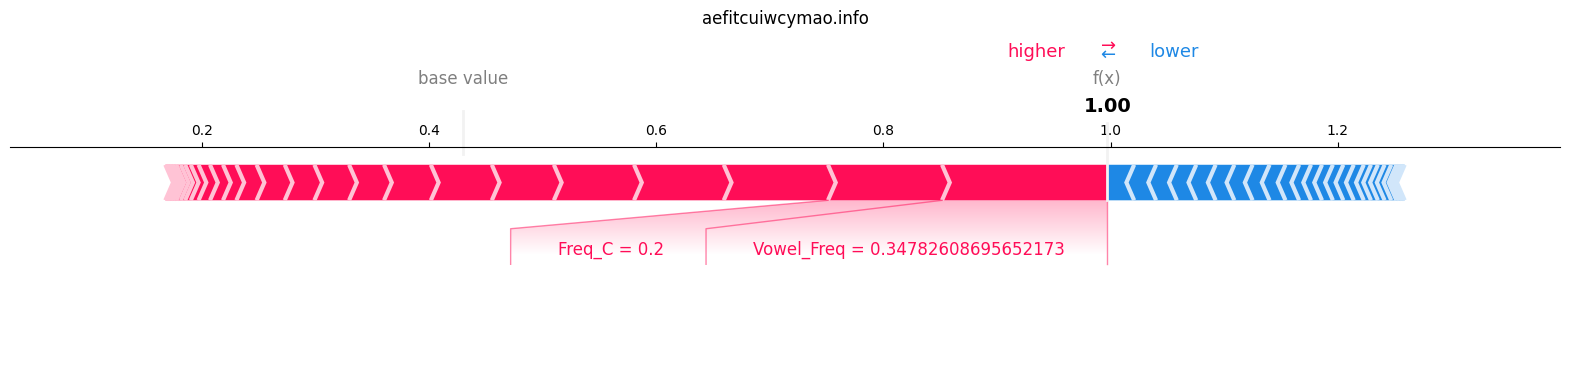 aefitcuiwcymao.info
higher ⇄ lower
base value f(x)
1.00
0.2 0.4 0.6 0.8 1.0 1.2
Freq_C = 0.2 Vowel_Freq = 0.34782608695652173